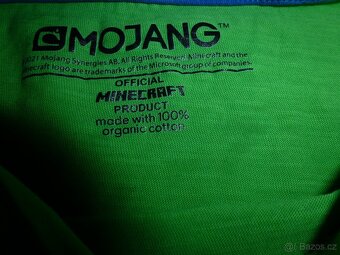 MOJANG™
2021 Mojang Synergies AB. All Rights Reserved. Minecraft and the
Minecraft logo are trademarks of the Microsoft group of companies.
OFFICIAL
MINECRAFT
PRODUCT
made with 100%
organic cotton
Bazos.cz